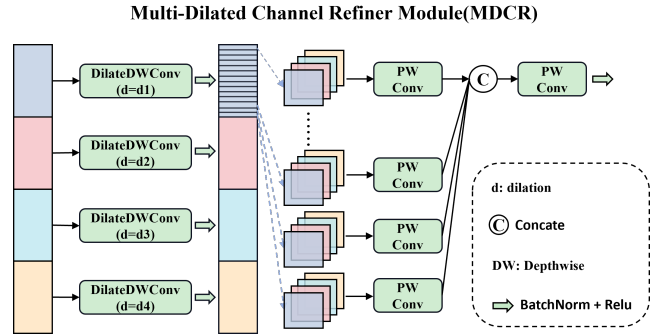 Multi-Dilated Channel Refiner Module(MDCR)
DilateDWConv
(d=d1)
DilateDWConv
(d=d2)
DilateDWConv
(d=d3)
DilateDWConv
(d=d4)
PW
Conv
PW
Conv
PW
Conv
PW
Conv
C
PW
Conv
d: dilation
C Concate
DW: Depthwise
BatchNorm + Relu